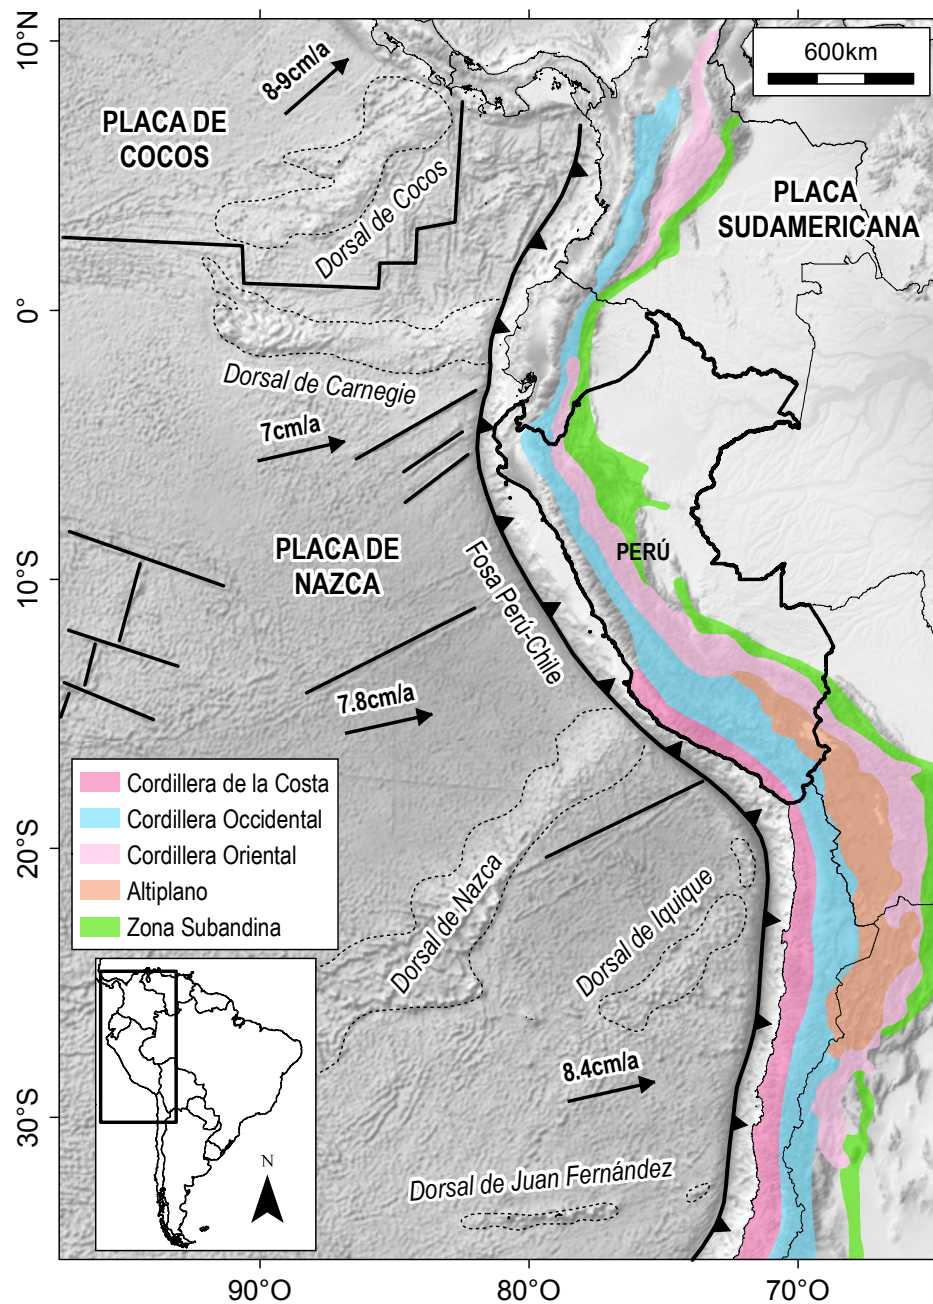 10°N
600km
8-9cm/a
PLACA DE
COCOS
PLACA
SUDAMERICANA
Dorsal de Cocos
0°
Dorsal de Carnegie
7cm/a
PLACA DE
NAZCA
PERÚ
Fosa Perú-Chile
10°S
7.8cm/a
Cordillera de la Costa
Cordillera Occidental
Cordillera Oriental
Altiplano
Zona Subandina
20°S
Dorsal de Nazca
Dorsal de Iquique
8.4cm/a
30°S
N
Dorsal de Juan Fernández
90°O
80°O
70°O